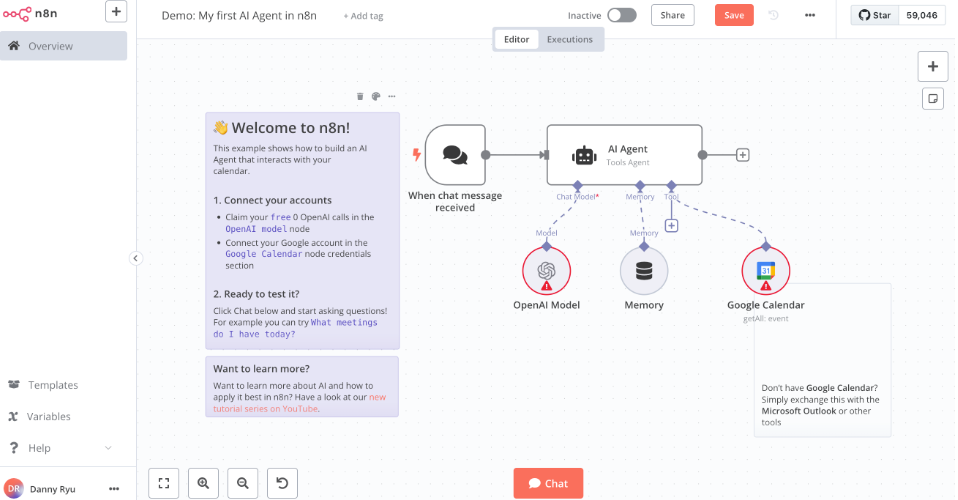 n8n
Demo: My first AI Agent in n8n
+ Add tag
Inactive
Share
Save
Star
59,046
Overview
Editor
Executions
👋 Welcome to n8n!
This example shows how to build an AI
Agent that interacts with your
calendar.
1. Connect your accounts
• Claim your free 0 OpenAI calls in the
OpenAI model node
• Connect your Google account in the
Google Calendar node credentials
section
2. Ready to test it?
Click Chat below and start asking questions!
For example you can try What meetings
do I have today?
Want to learn more?
Want to learn more about AI and how to
apply it best in n8n? Have a look at our new
tutorial series on YouTube.
When chat message
received
AI Agent
Tools Agent
Chat Model*
Memory
Tool
Model
Memory
31
OpenAI Model
Memory
Google Calendar
getAll: event
Don't have Google Calendar?
Simply exchange this with the
Microsoft Outlook or other
tools
Templates
Variables
Help
DR
Danny Ryu
Chat